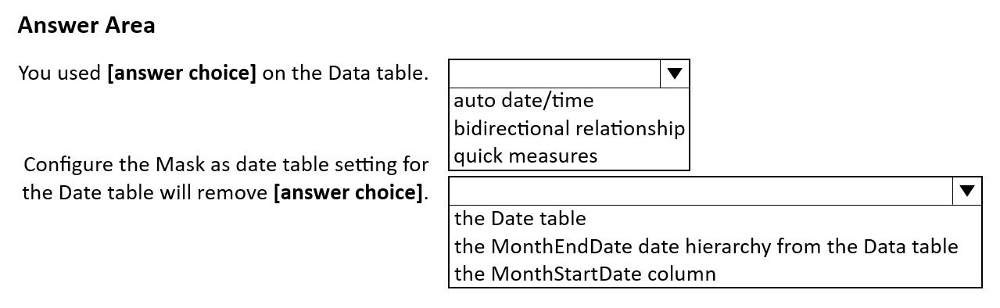 Answer Area
You used [answer choice] on the Data table.
auto date/time
bidirectional relationship
quick measures
Configure the Mask as date table setting for
the Date table will remove [answer choice].
the Date table
the MonthEndDate date hierarchy from the Data table
the MonthStartDate column